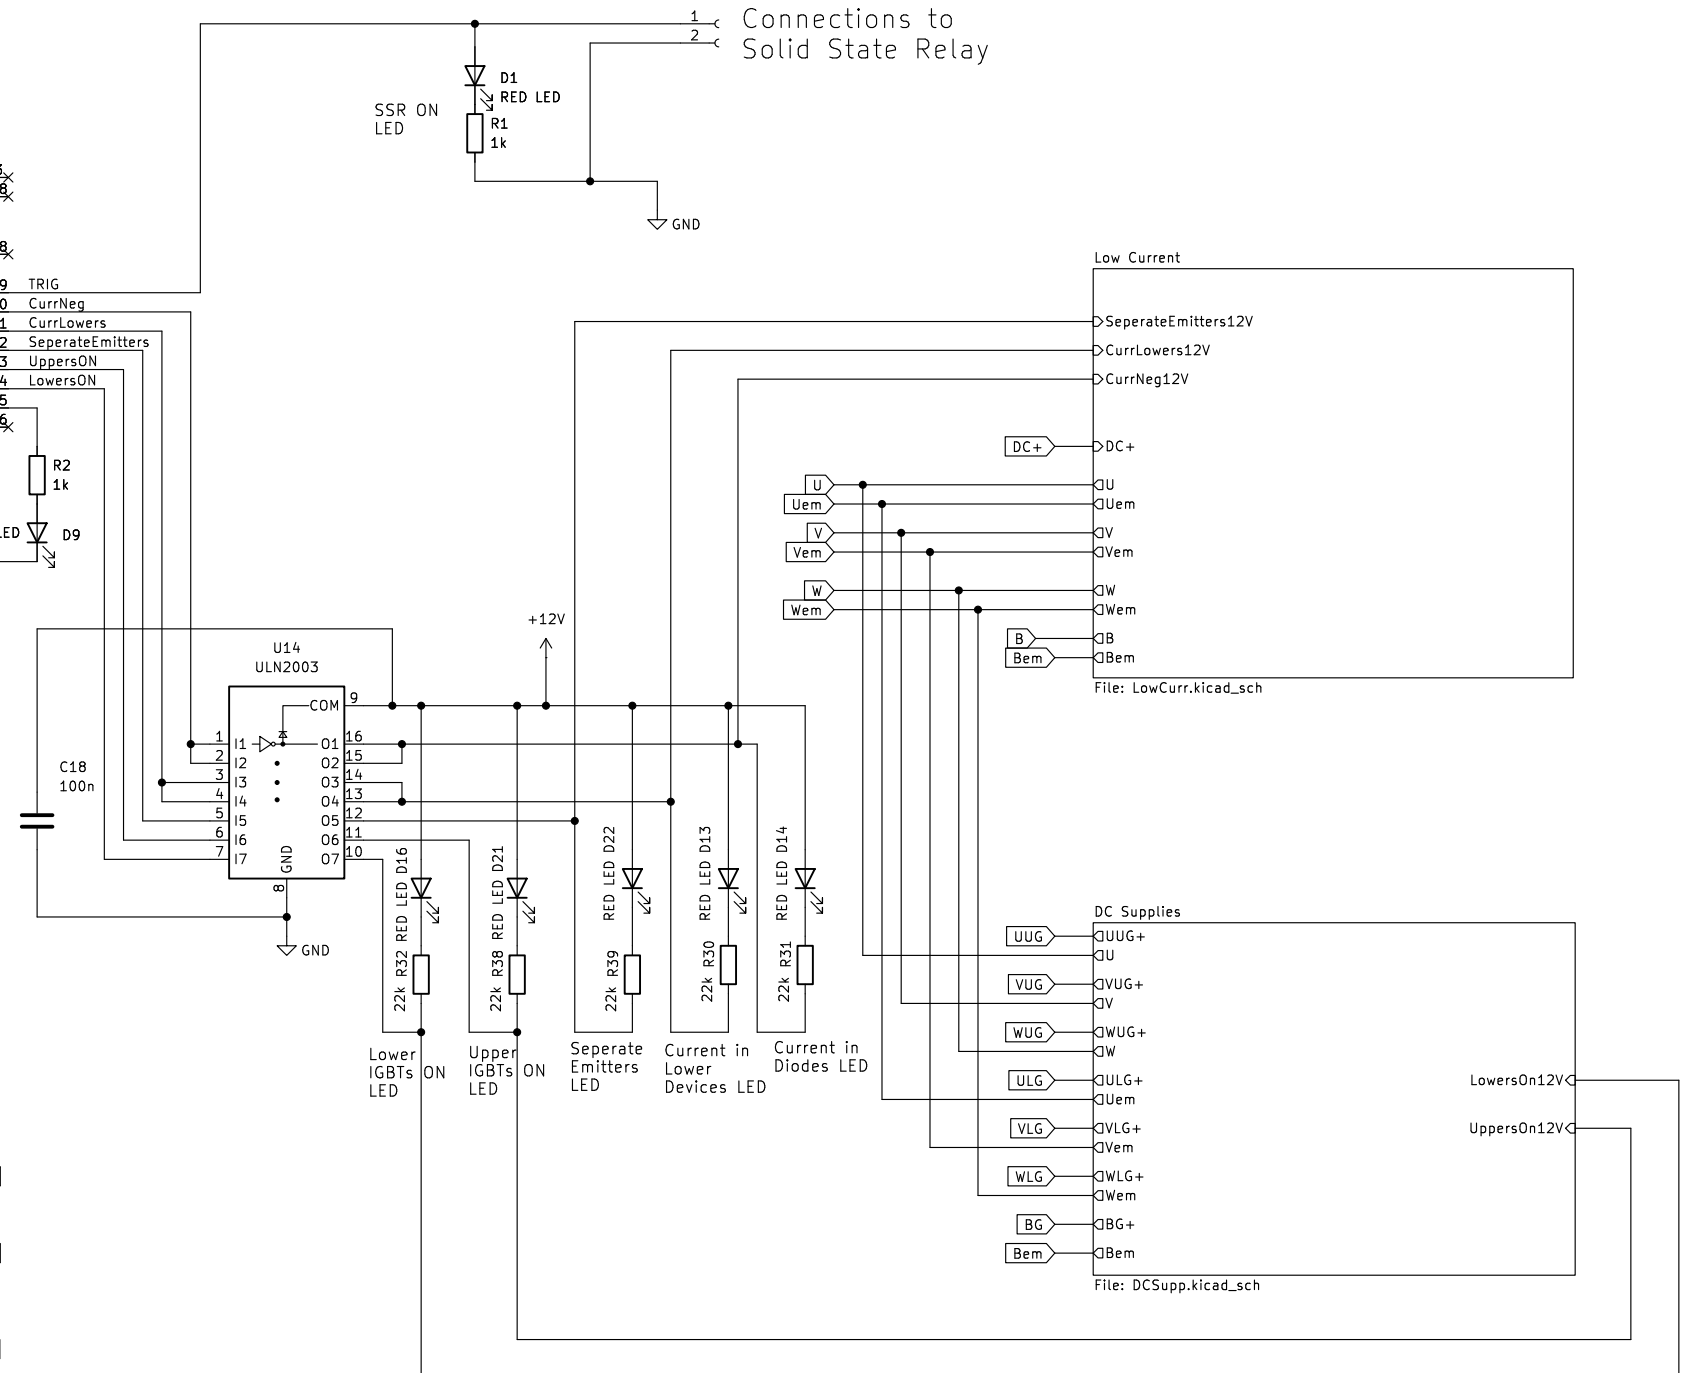 1
2
Connections to
Solid State Relay
D1
RED LED
SSR ON
LED
R1
1k
GND
8
8
9 TRIG
0 CurrNeg
1 CurrLowers
2 SeperateEmitters
3 UppersON
4 LowersON
5
6
R2
1k
D9
Low Current
SeperateEmitters12V
CurrLowers12V
CurrNeg12V
DC+ DC+
U U
Uem Uem
V V
Vem Vem
W W
Wem Wem
B B
Bem Bem
File: LowCurr.kicad_sch
+12V
U14
ULN2003
COM 9
1 I1 O1 16
2 I2 O2 15
3 I3 O3 14
4 I4 O4 13
5 I5 O5 12
6 I6 O6 11
7 I7 O7 10
GND
8
GND
C18
100n
RED LED D16
22k R32
RED LED D21
22k R38
RED LED D22
22k R39
RED LED D13
22k R30
RED LED D14
22k R31
Lower
IGBTs ON
LED
Upper
IGBTs ON
LED
Seperate
Emitters
LED
Current in
Lower
Devices LED
Current in
Diodes LED
DC Supplies
UUG UUG+
U
VUG VUG+
V
WUG WUG+
W
ULG ULG+
Uem
VLG VLG+
Vem
WLG WLG+
Wem
BG BG+
Bem Bem
LowersOn12V
UppersOn12V
File: DCSupp.kicad_sch